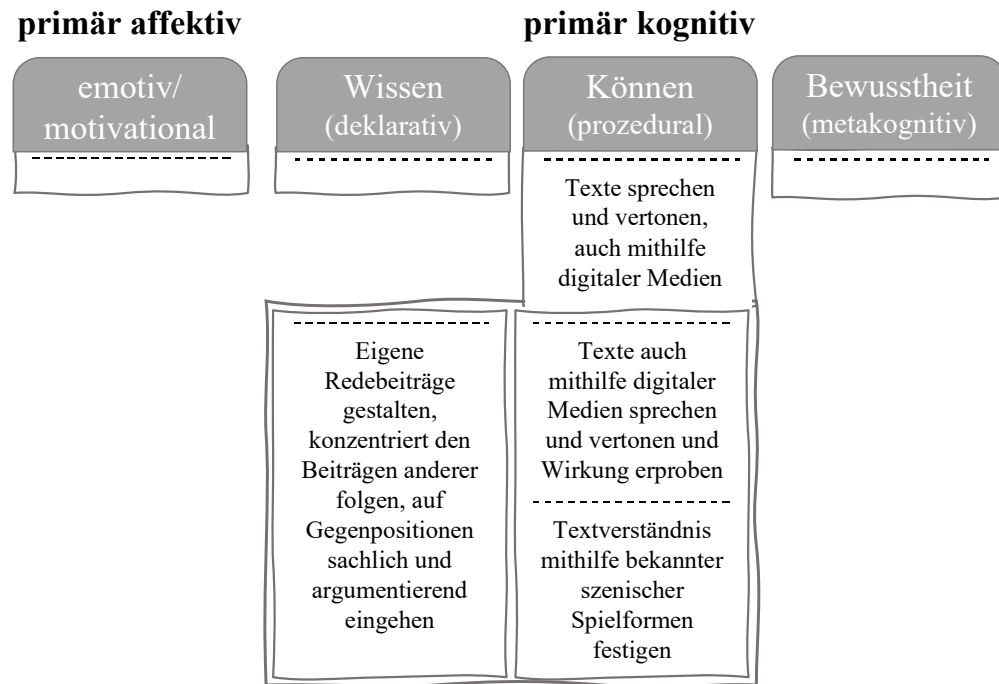 primär affektiv
primär kognitiv
emotiv/
motivational
Wissen
(deklarativ)
Können
(prozedural)
Bewusstheit
(metakognitiv)
Texte sprechen
und vertonen,
auch mithilfe
digitaler Medien
Eigene
Redebeiträge
gestalten,
konzentriert den
Beiträgen anderer
folgen, auf
Gegenpositionen
sachlich und
argumentierend
eingehen
Texte auch
mithilfe digitaler
Medien sprechen
und vertonen und
Wirkung erproben
Textverständnis
mithilfe bekannter
szenischer
Spielformen
festigen